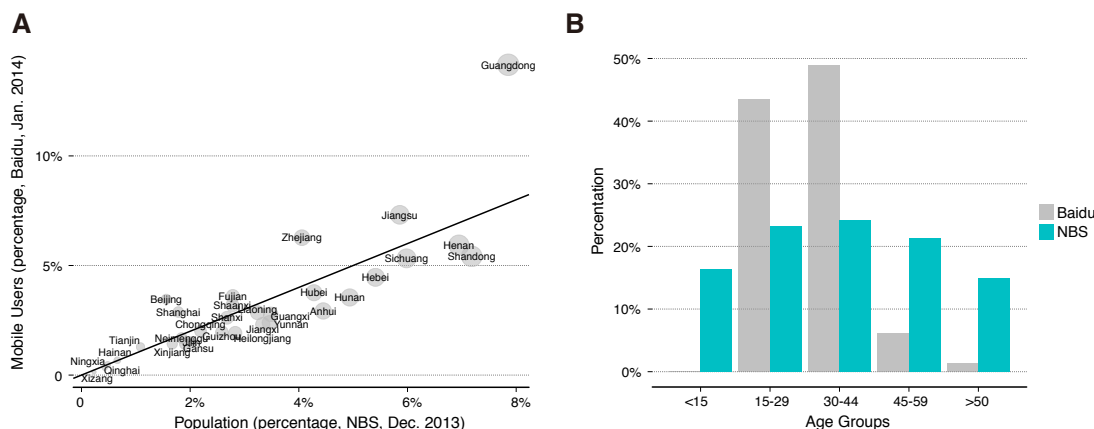 A
Mobile Users (percentage, Baidu, Jan. 2014)
10%
5%
0
Guangdong
Jiangsu
Zhejiang
Henan
Shandong
Sichuang
Hebei
Hubei
Hunan
Anhui
Beijing
Fujian
Shanghai
Shaanxi
Liaoning
Shanxi
Guangxi
Chongqing
Yunnan
Jiangxi
Guizhou
Heilongjiang
Tianjin
Neimenggu
Jilin
Gansu
Xinjiang
Hainan
Ningxia
Qinghai
Xizang
0 2% 4% 6% 8%
Population (percentage, NBS, Dec. 2013)
B
Percentation
50%
40%
30%
20%
10%
0%
<15 15-29 30-44 45-59 >50
Age Groups
Baidu
NBS